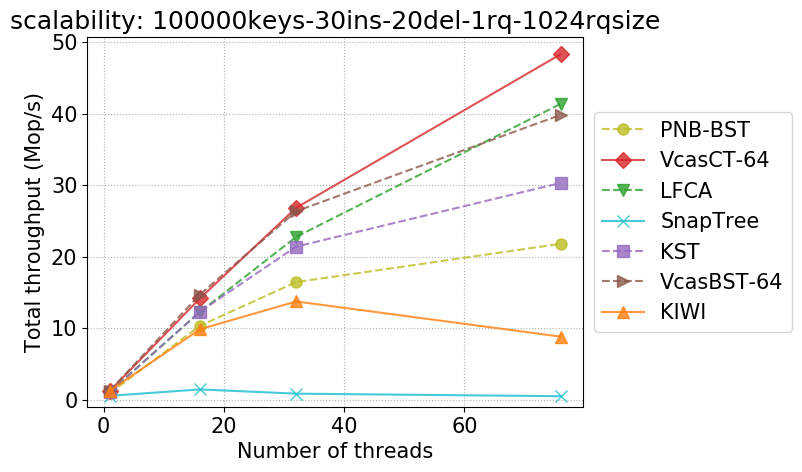 scalability: 100000keys-30ins-20del-1rq-1024rqsize
50
40
30
20
10
0
Total throughput (Mop/s)
0 20 40 60
Number of threads
PNB-BST
VcasCT-64
LFCA
SnapTree
KST
VcasBST-64
KIWI